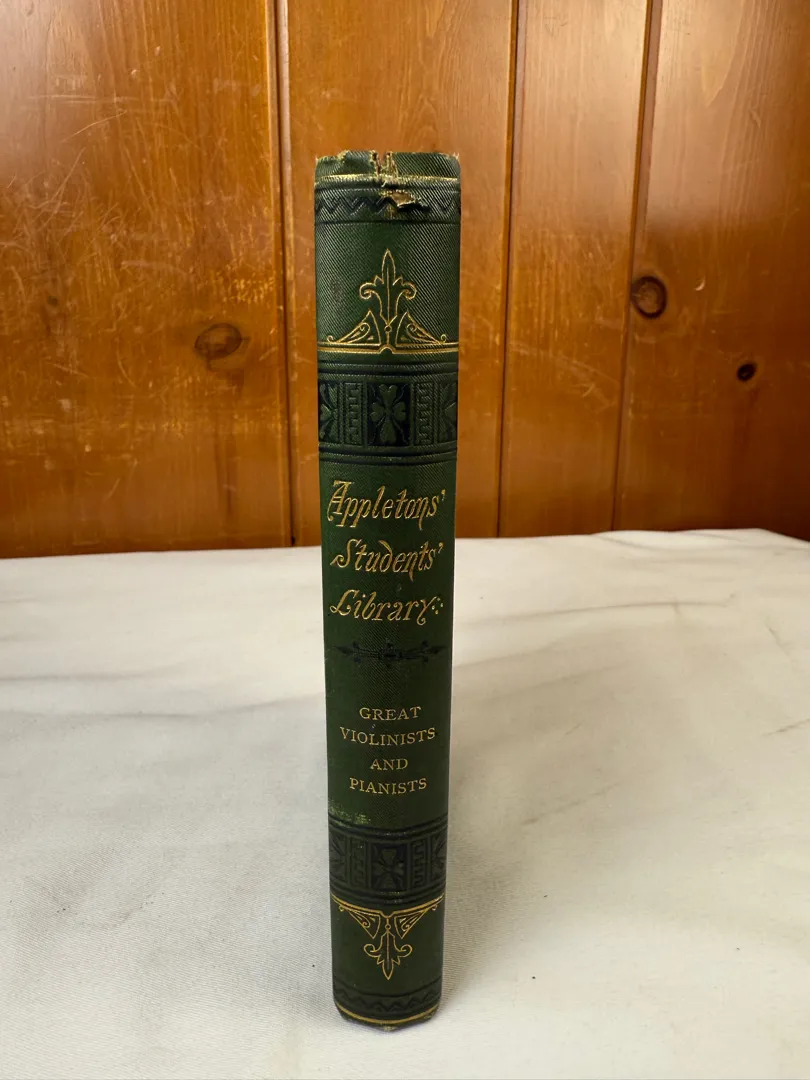 Appletons'
Students'
Library
GREAT
VIOLINISTS
AND
PIANISTS